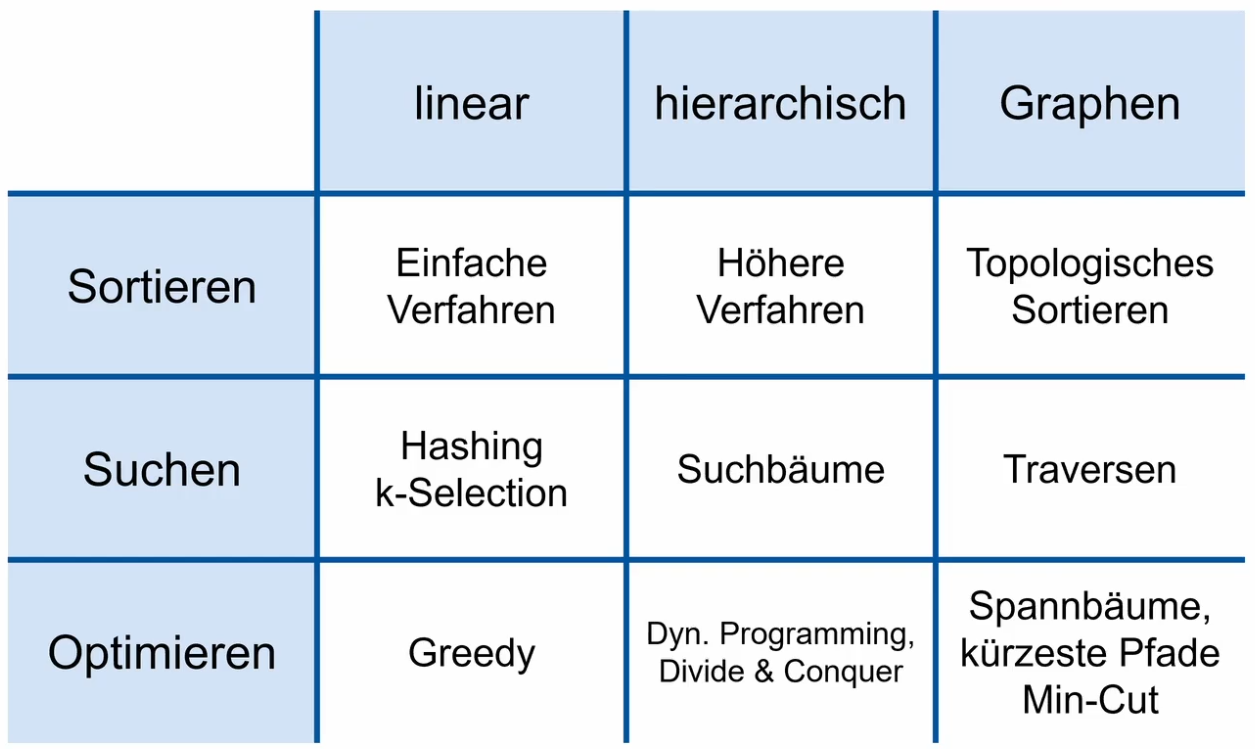 linear
hierarchisch
Graphen
Sortieren
Einfache
Verfahren
Höhere
Verfahren
Topologisches
Sortieren
Suchen
Hashing
k-Selection
Suchbäume
Traversen
Optimieren
Greedy
Dyn. Programming,
Divide & Conquer
Spannbäume,
kürzeste Pfade
Min-Cut